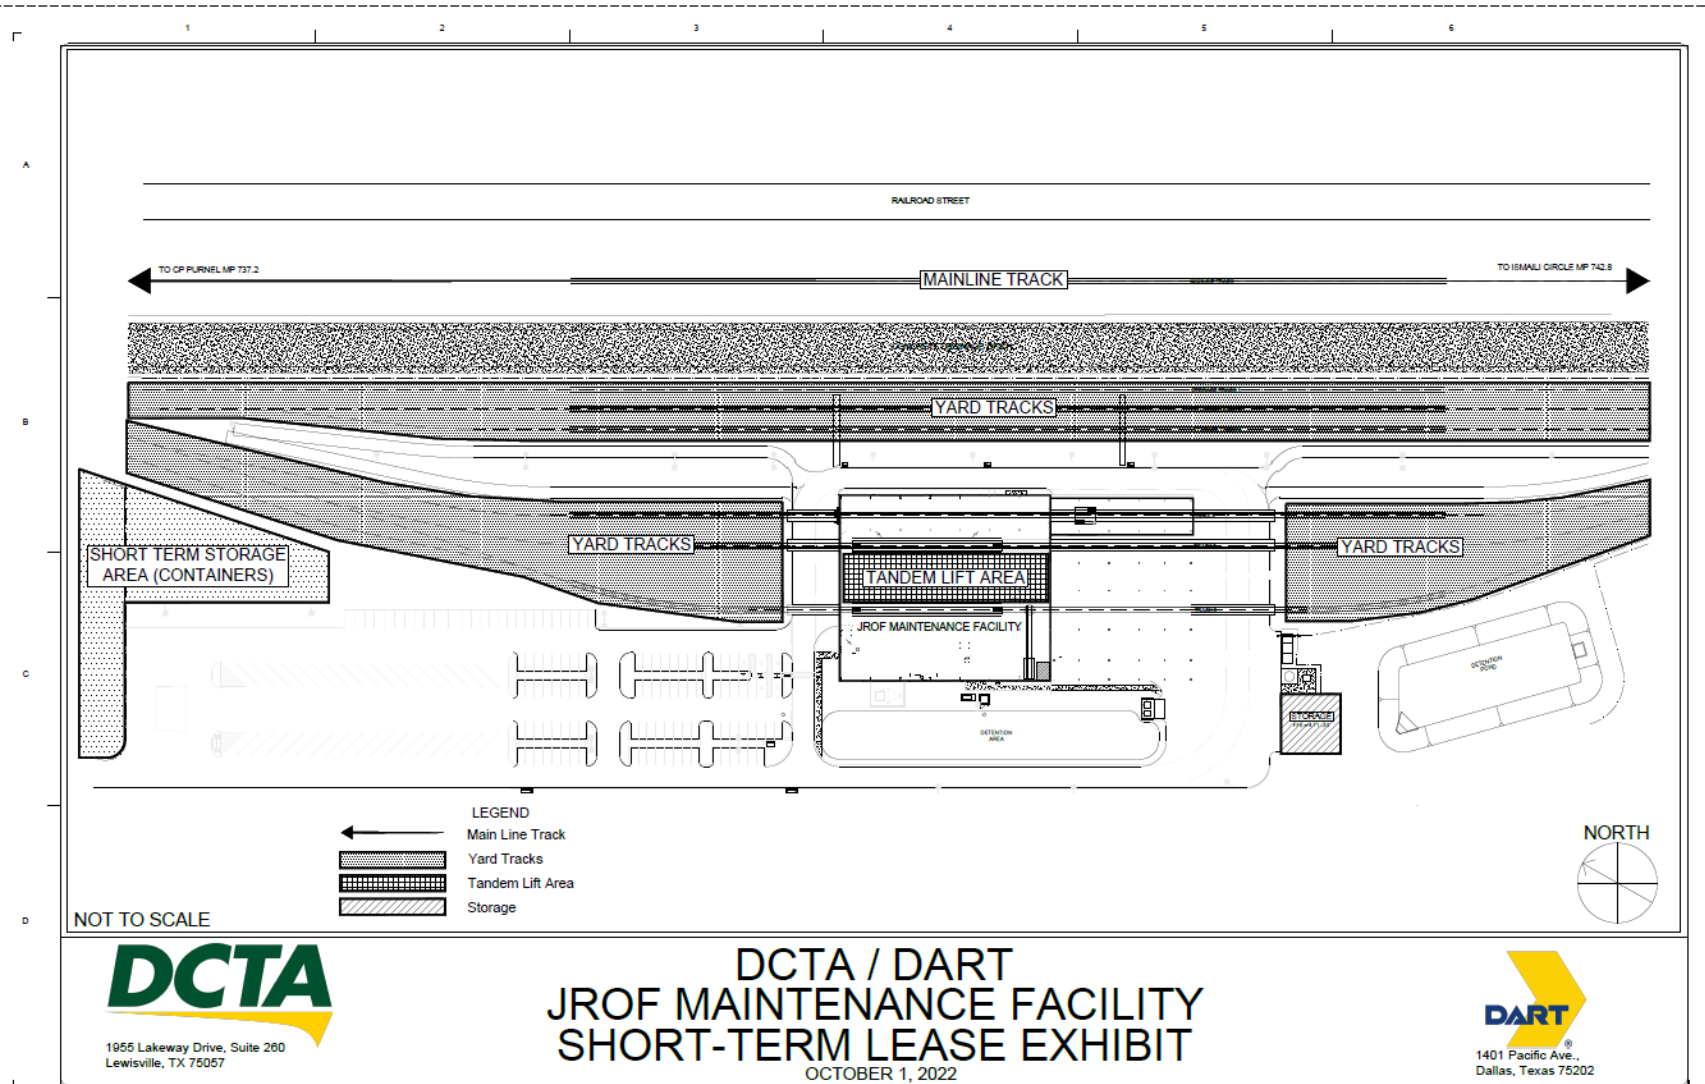 1 2 3 4 5 6
A
RAILROAD STREET
TO CP PURNEL MP 737.2
MAINLINE TRACK
TO ISMAILI CIRCLE MP 742.8
B
YARD TRACKS
YARD TRACKS
YARD TRACKS
SHORT TERM STORAGE
AREA (CONTAINERS)
TANDEM LIFT AREA
JROF MAINTENANCE FACILITY
C
DETENTION
POND
STORAGE
DETENTION
AREA
LEGEND
Main Line Track
Yard Tracks
Tandem Lift Area
Storage
NORTH
D
NOT TO SCALE
DCTA
1955 Lakeway Drive, Suite 260
Lewisville, TX 75057
DCTA / DART
JROF MAINTENANCE FACILITY
SHORT-TERM LEASE EXHIBIT
OCTOBER 1, 2022
DART
®
1401 Pacific Ave.,
Dallas, Texas 75202